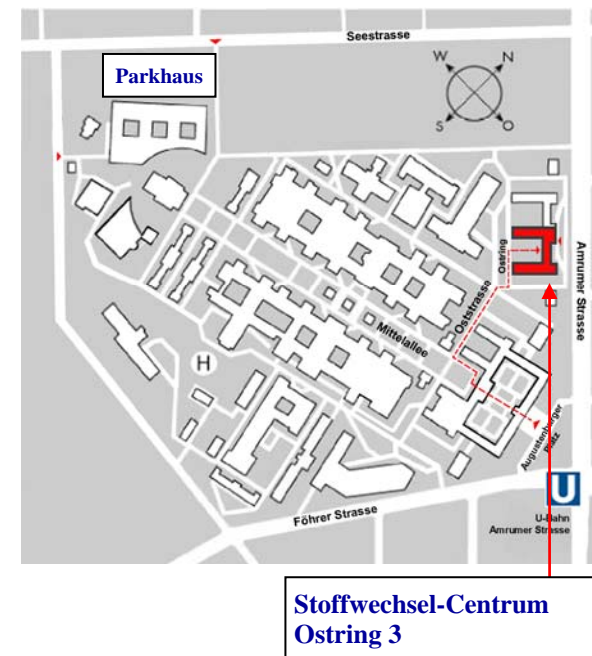 Seestrasse
Parkhaus
W
N
S
O
Ostring
Amrumer Strasse
Oststrasse
Mittelallee
H
Augustenburger
Platz
U
Föhrer Strasse
U-Bahn
Amrumer Strasse
Stoffwechsel-Centrum
Ostring 3